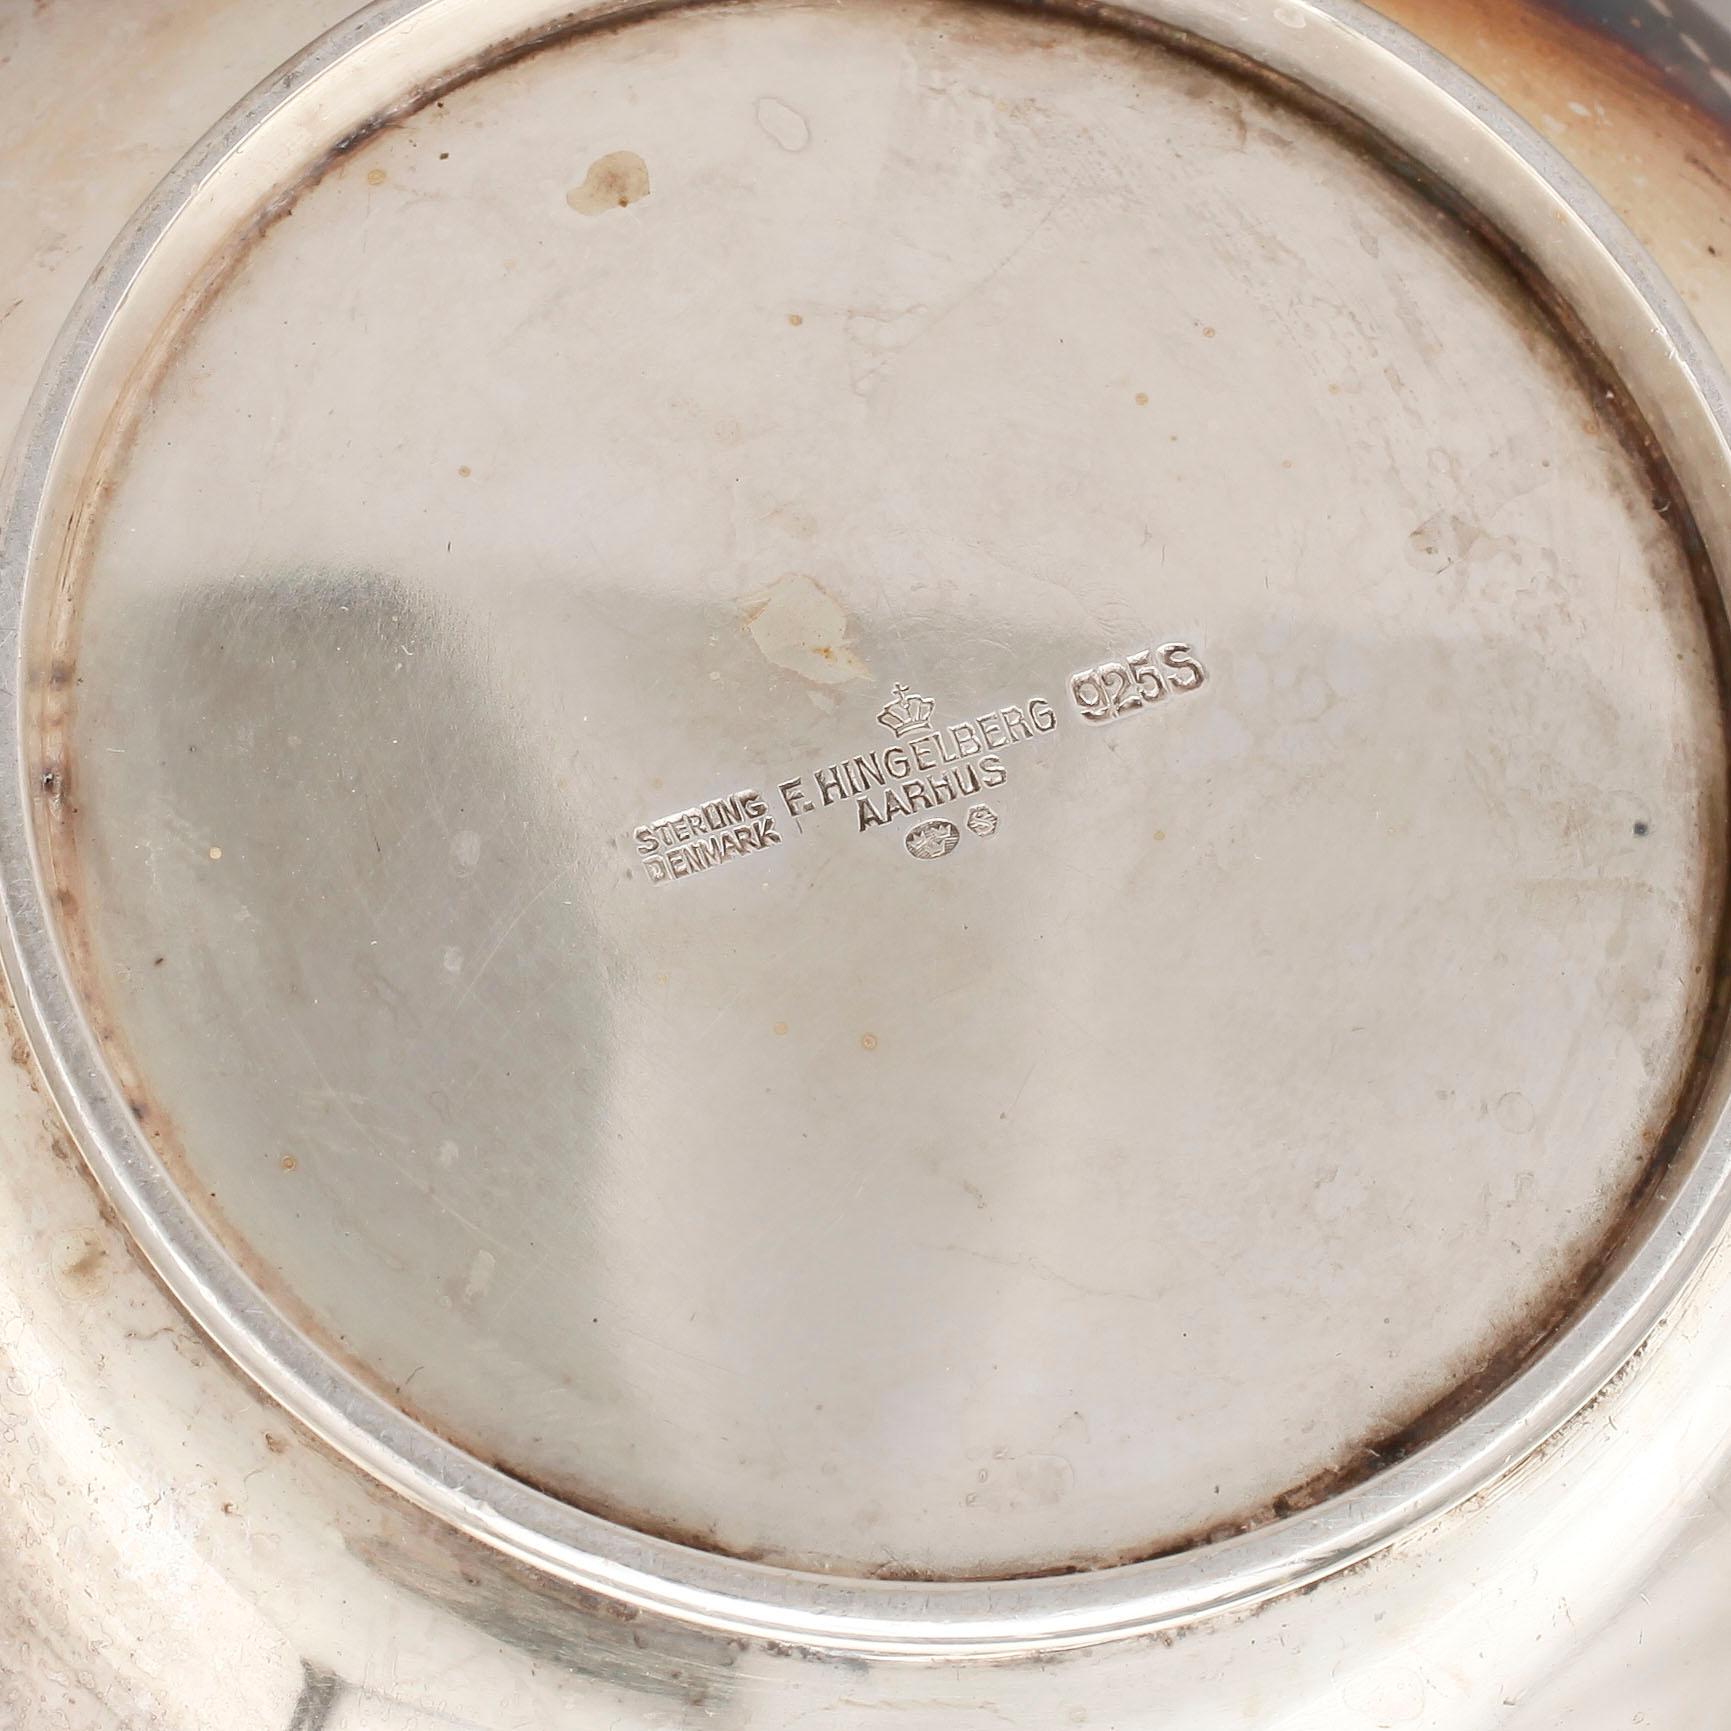 STERLING
DENMARK
F. HINGELBERG
AARHUS
925S
S